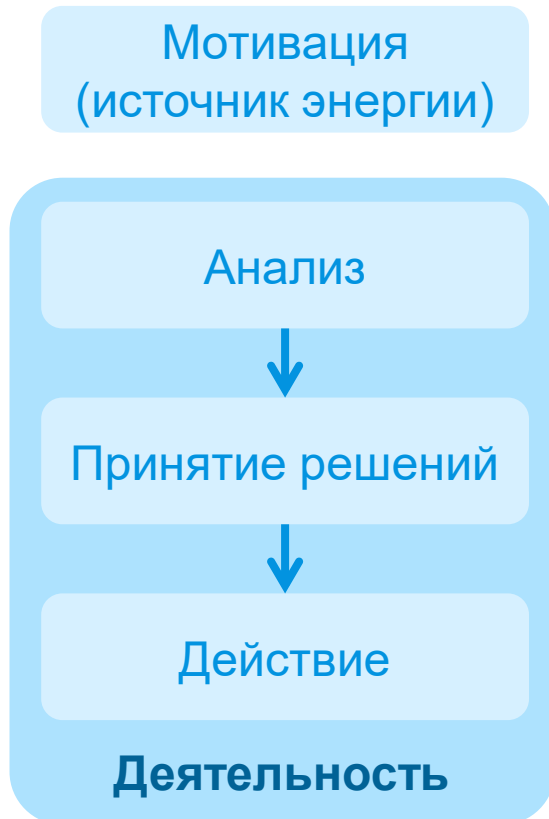 Мотивация
(источник энергии)
Анализ
Принятие решений
Действие
Деятельность